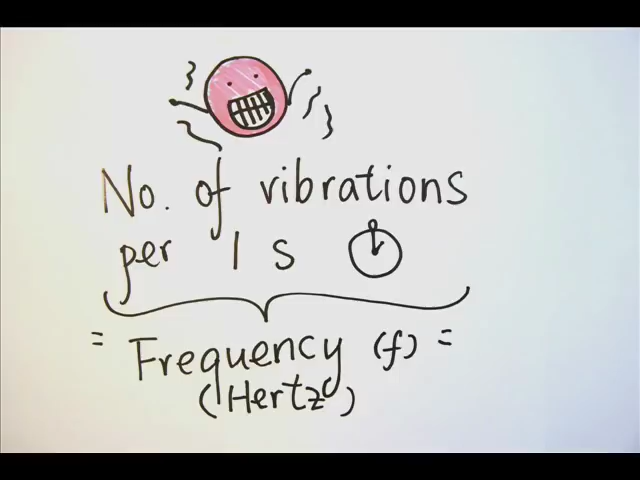 No. of vibrations
per 1 s
= Frequency (f) =
(Hertz)